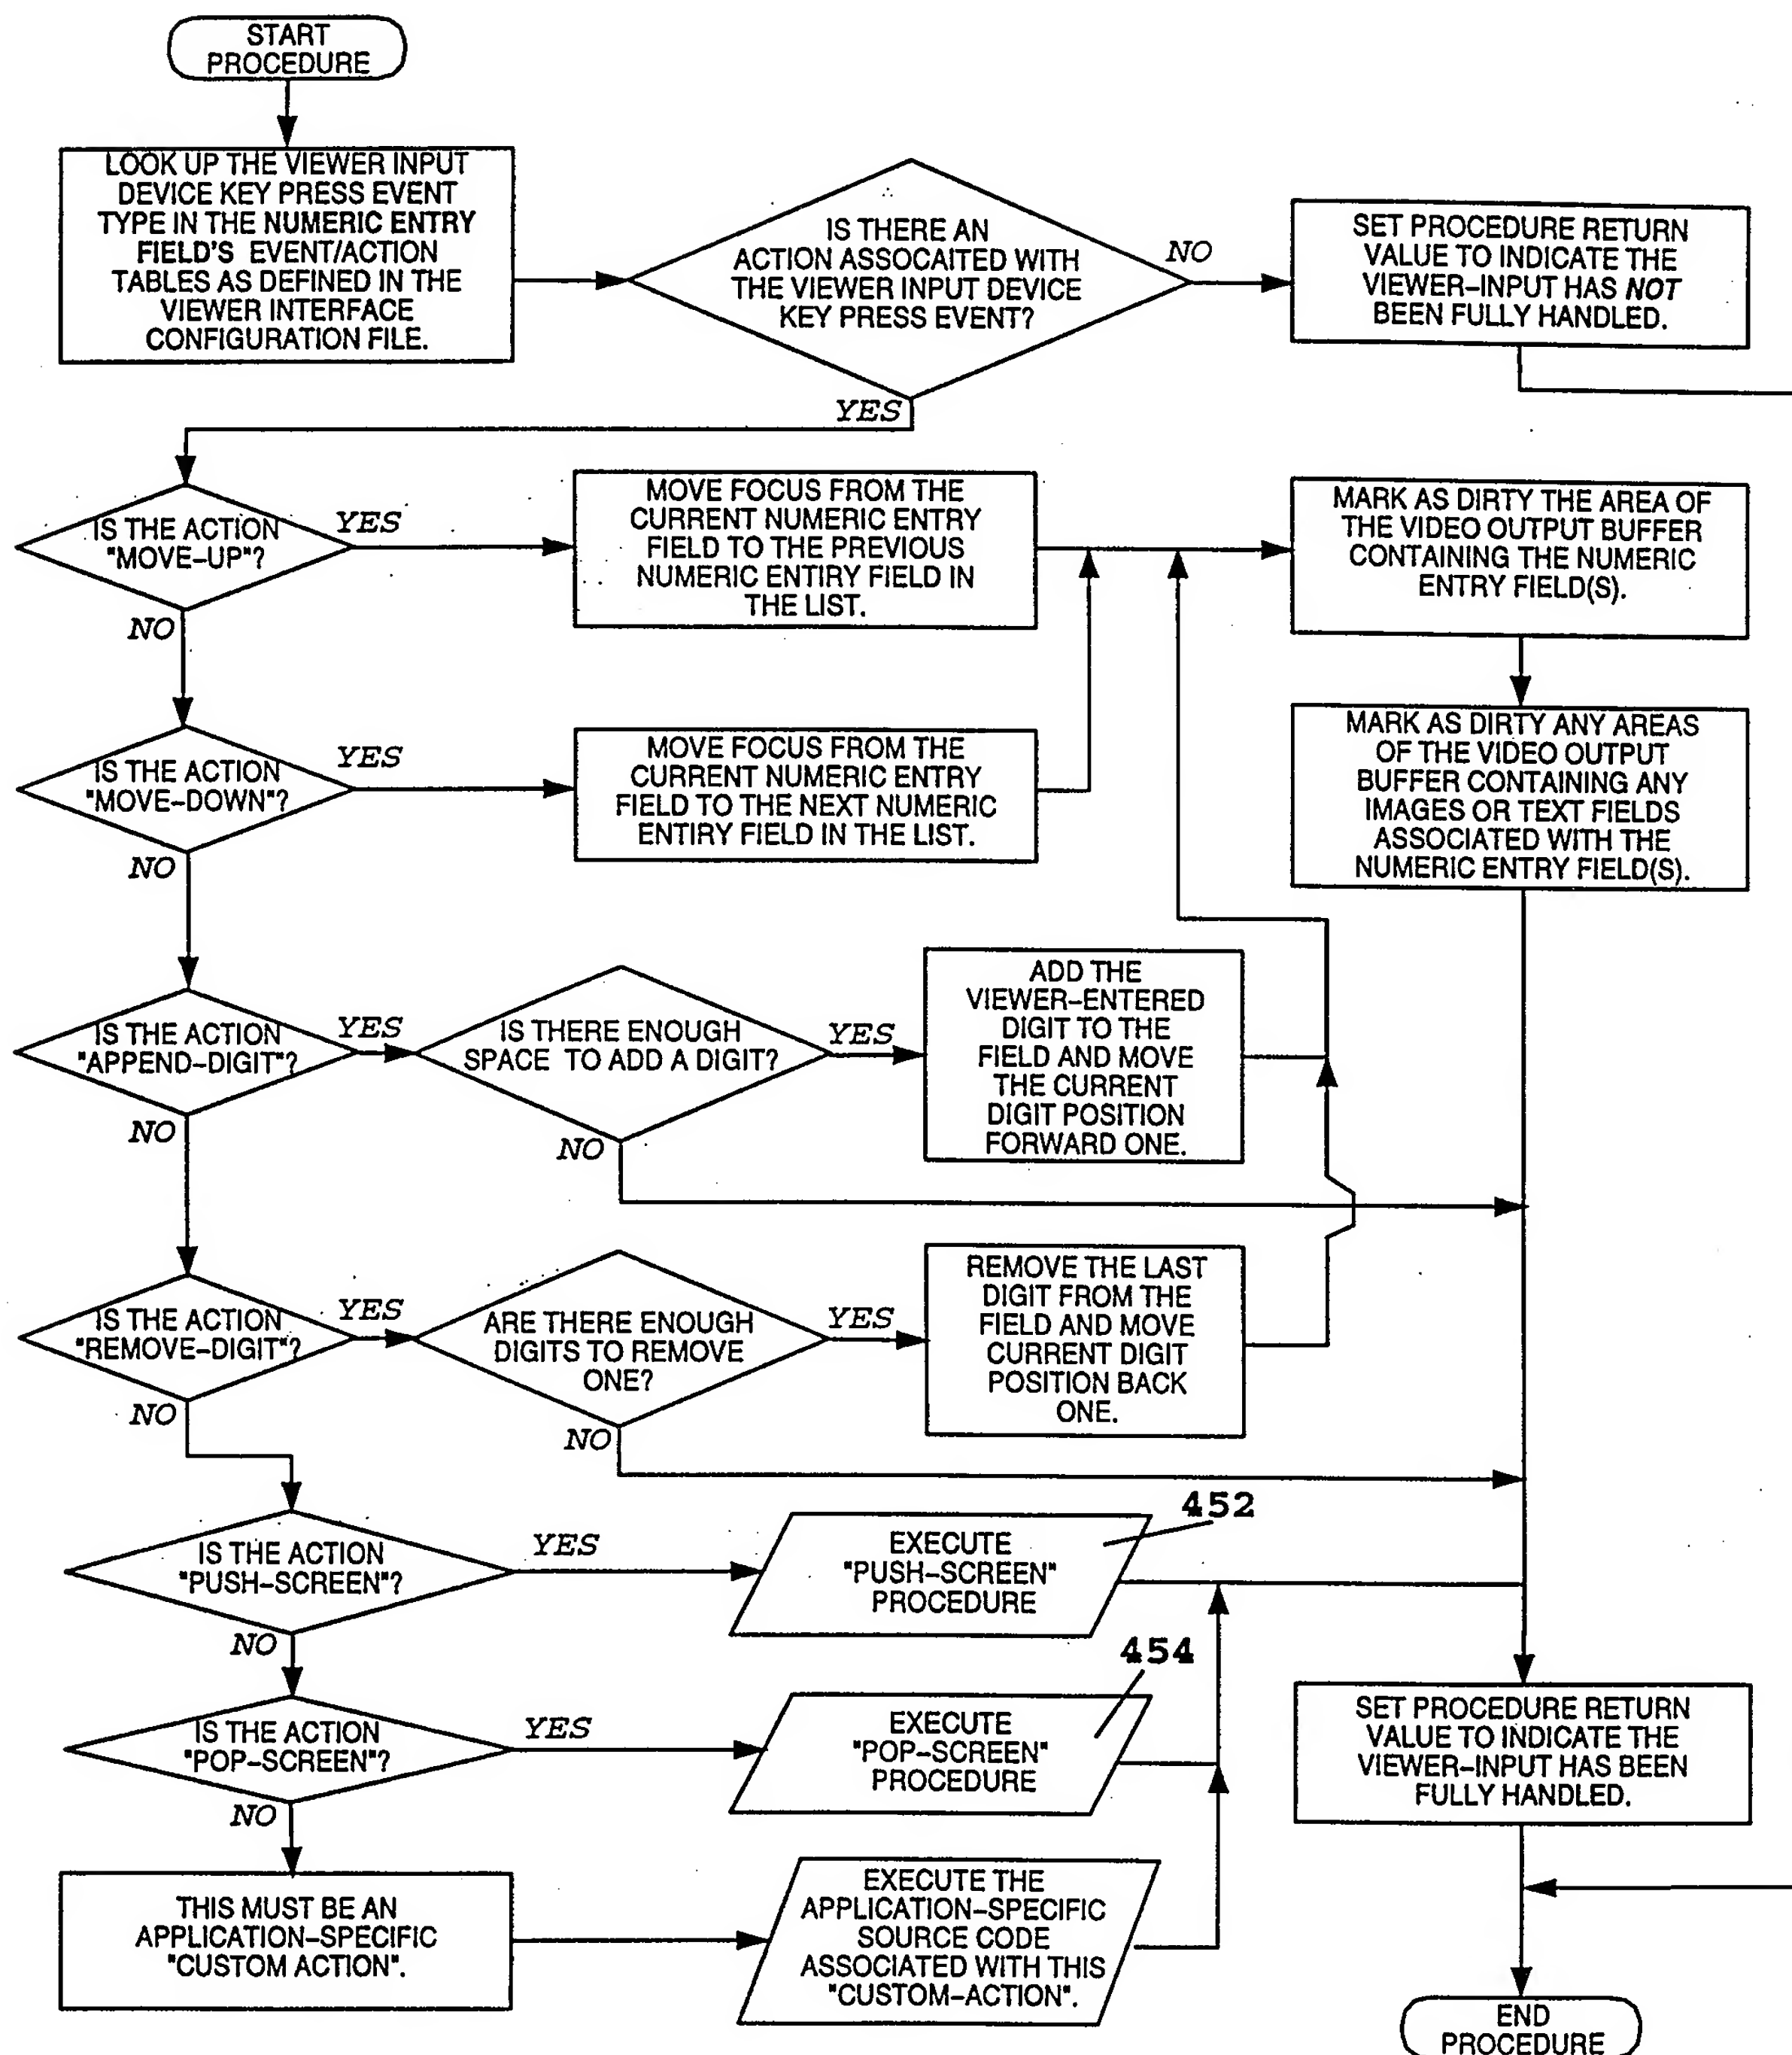 START
PROCEDURE
LOOK UP THE VIEWER INPUT
DEVICE KEY PRESS EVENT
TYPE IN THE NUMERIC ENTRY
FIELD'S EVENT/ACTION
TABLES AS DEFINED IN THE
VIEWER INTERFACE
CONFIGURATION FILE.
IS THERE AN
ACTION ASSOCAITED WITH
THE VIEWER INPUT DEVICE
KEY PRESS EVENT?
NO
SET PROCEDURE RETURN
VALUE TO INDICATE THE
VIEWER-INPUT HAS NOT
BEEN FULLY HANDLED.
YES
IS THE ACTION
"MOVE-UP"?
YES
MOVE FOCUS FROM THE
CURRENT NUMERIC ENTRY
FIELD TO THE PREVIOUS
NUMERIC ENTIRY FIELD IN
THE LIST.
MARK AS DIRTY THE AREA OF
THE VIDEO OUTPUT BUFFER
CONTAINING THE NUMERIC
ENTRY FIELD(S).
NO
IS THE ACTION
"MOVE-DOWN"?
YES
MOVE FOCUS FROM THE
CURRENT NUMERIC ENTRY
FIELD TO THE NEXT NUMERIC
ENTIRY FIELD IN THE LIST.
MARK AS DIRTY ANY AREAS
OF THE VIDEO OUTPUT
BUFFER CONTAINING ANY
IMAGES OR TEXT FIELDS
ASSOCIATED WITH THE
NUMERIC ENTRY FIELD(S).
NO
IS THE ACTION
"APPEND-DIGIT"?
YES
IS THERE ENOUGH
SPACE TO ADD A DIGIT?
YES
ADD THE
VIEWER-ENTERED
DIGIT TO THE
FIELD AND MOVE
THE CURRENT
DIGIT POSITION
FORWARD ONE.
NO
NO
IS THE ACTION
"REMOVE-DIGIT"?
YES
ARE THERE ENOUGH
DIGITS TO REMOVE
ONE?
YES
REMOVE THE LAST
DIGIT FROM THE
FIELD AND MOVE
CURRENT DIGIT
POSITION BACK
ONE.
NO
NO
IS THE ACTION
"PUSH-SCREEN"?
YES
EXECUTE
"PUSH-SCREEN"
PROCEDURE
452
NO
IS THE ACTION
"POP-SCREEN"?
YES
EXECUTE
"POP-SCREEN"
PROCEDURE
454
SET PROCEDURE RETURN
VALUE TO INDICATE THE
VIEWER-INPUT HAS BEEN
FULLY HANDLED.
NO
THIS MUST BE AN
APPLICATION-SPECIFIC
"CUSTOM ACTION".
EXECUTE THE
APPLICATION-SPECIFIC
SOURCE CODE
ASSOCIATED WITH THIS
"CUSTOM-ACTION".
END
PROCEDURE